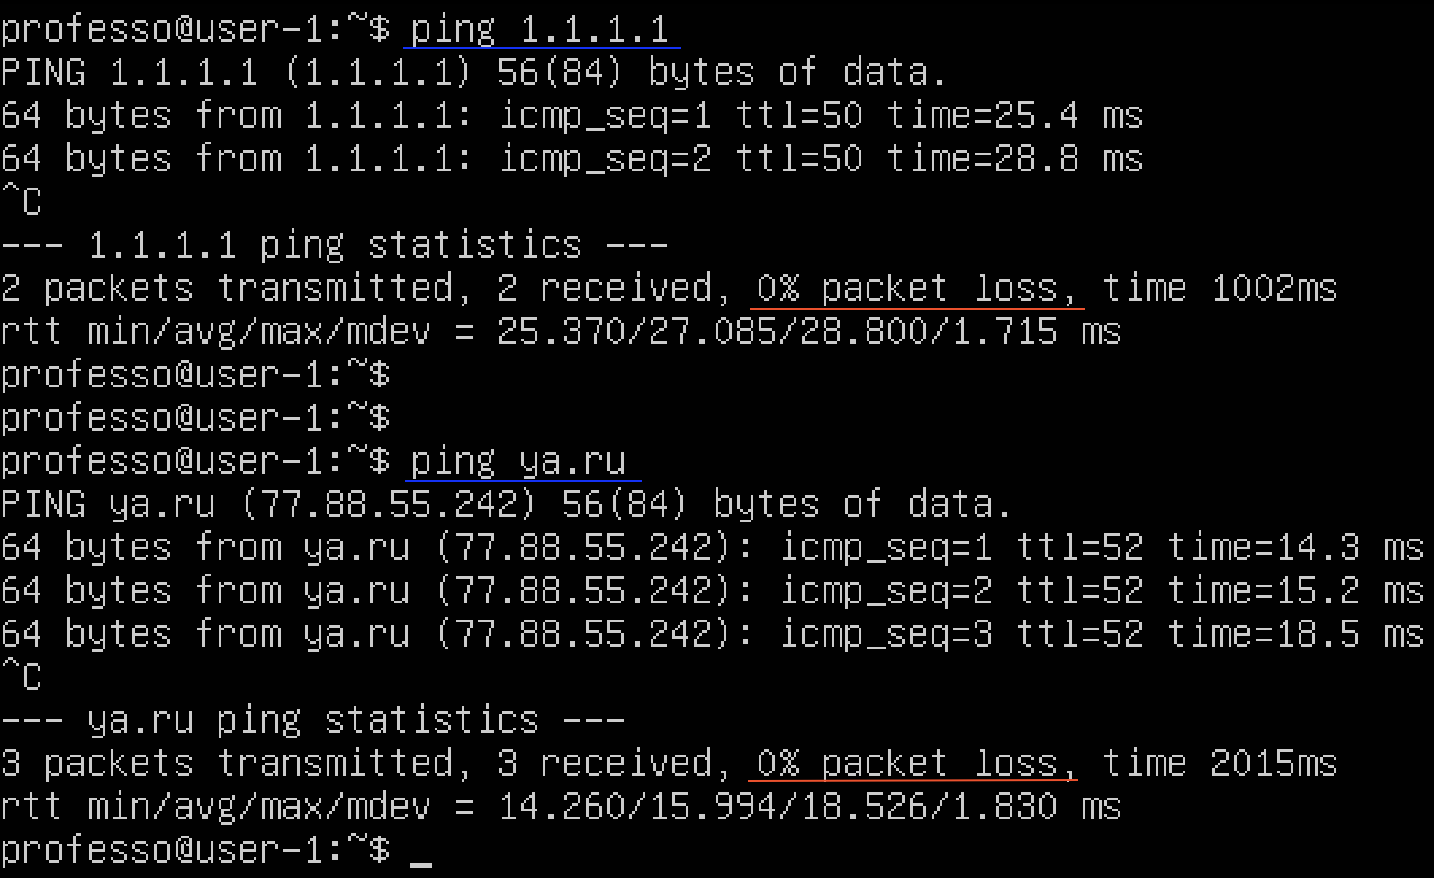 professo@user-1:~$ ping 1.1.1.1
PING 1.1.1.1 (1.1.1.1) 56(84) bytes of data.
64 bytes from 1.1.1.1: icmp_seq=1 ttl=50 time=25.4 ms
64 bytes from 1.1.1.1: icmp_seq=2 ttl=50 time=28.8 ms
^C
--- 1.1.1.1 ping statistics ---
2 packets transmitted, 2 received, 0% packet loss, time 1002ms
rtt min/avg/max/mdev = 25.370/27.085/28.800/1.715 ms
professo@user-1:~$
professo@user-1:~$
professo@user-1:~$ ping ya.ru
PING ya.ru (77.88.55.242) 56(84) bytes of data.
64 bytes from ya.ru (77.88.55.242): icmp_seq=1 ttl=52 time=14.3 ms
64 bytes from ya.ru (77.88.55.242): icmp_seq=2 ttl=52 time=15.2 ms
64 bytes from ya.ru (77.88.55.242): icmp_seq=3 ttl=52 time=18.5 ms
^C
--- ya.ru ping statistics ---
3 packets transmitted, 3 received, 0% packet loss, time 2015ms
rtt min/avg/max/mdev = 14.260/15.994/18.526/1.830 ms
professo@user-1:~$ _